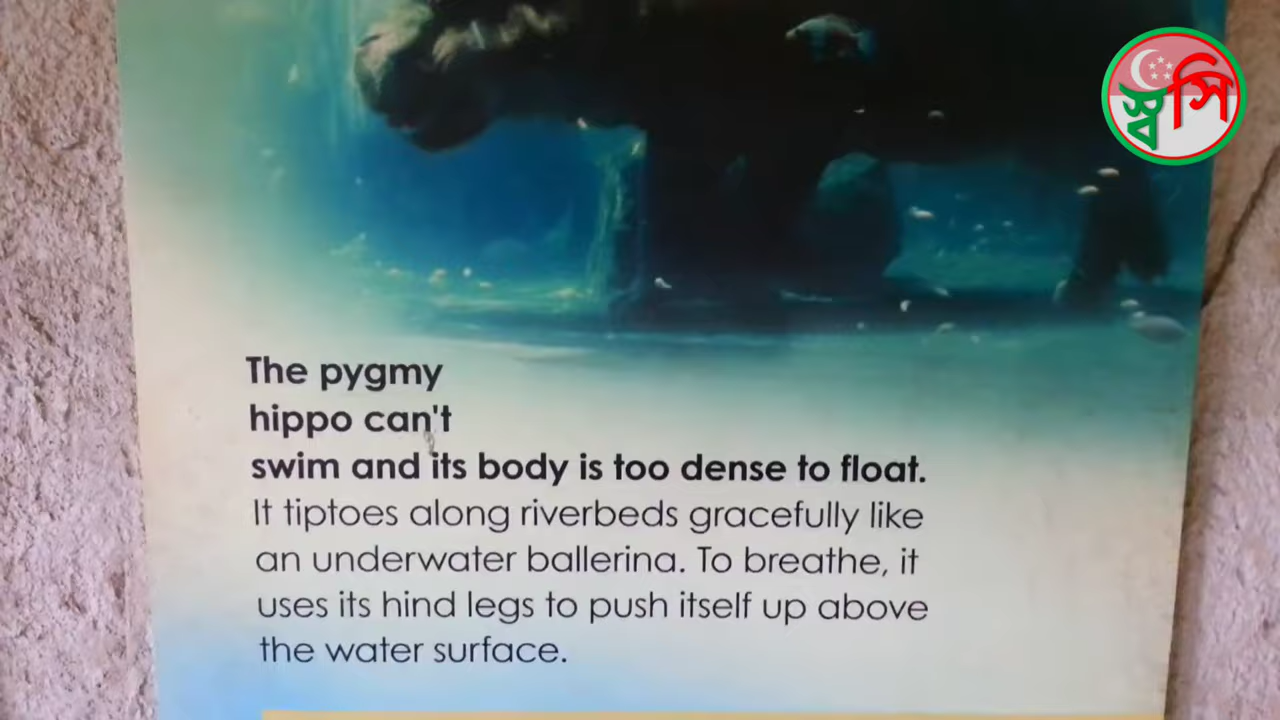 স্বসি
The pygmy
hippo can't
swim and its body is too dense to float.
It tiptoes along riverbeds gracefully like
an underwater ballerina. To breathe, it
uses its hind legs to push itself up above
the water surface.